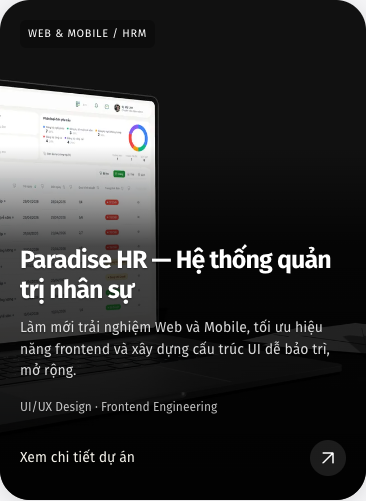 WEB & MOBILE / HRM
Paradise HR — Hệ thống quản
trị nhân sự
Làm mới trải nghiệm Web và Mobile, tối ưu hiệu
năng frontend và xây dựng cấu trúc UI dễ bảo trì,
mở rộng.
UI/UX Design · Frontend Engineering
Xem chi tiết dự án